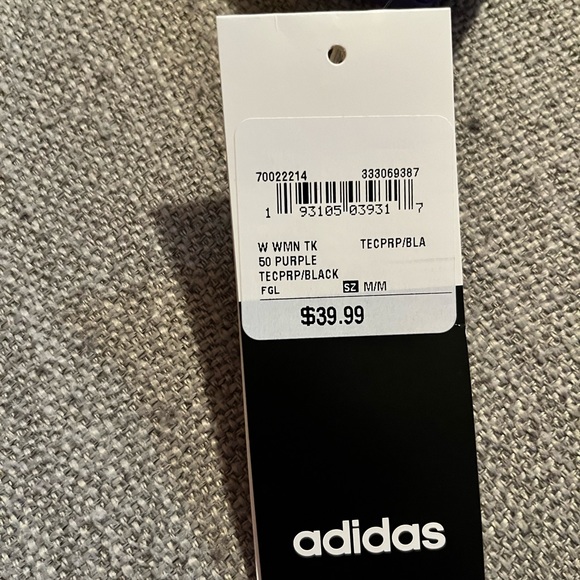 70022214 333069387
1 93105 03931 7
W WMN TK TECPRP/BLA
50 PURPLE
TECPRP/BLACK
FGL SZ M/M
$39.99
adidas